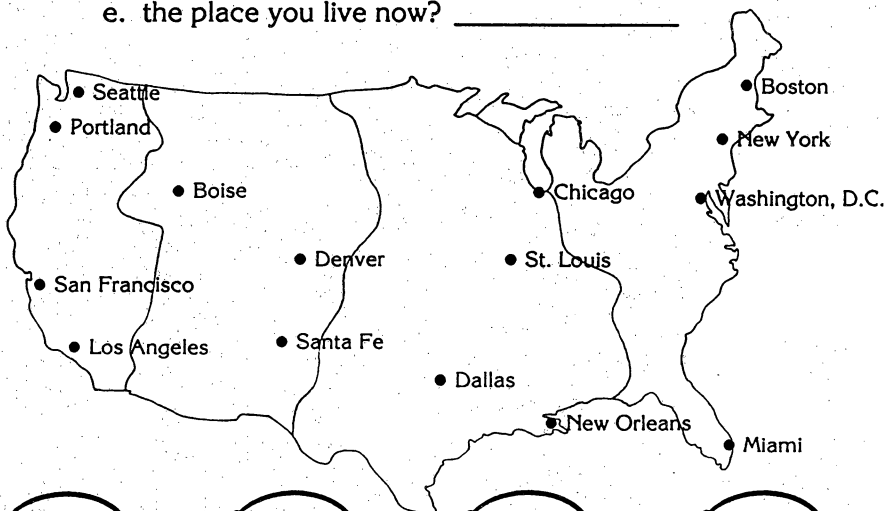 e. the place you live now?
Seattle
Boston
Portland
New York
Boise
Chicago
Washington, D.C.
Denver
St. Louis
San Francisco
Santa Fe
Los Angeles
Dallas
New Orleans
Miami